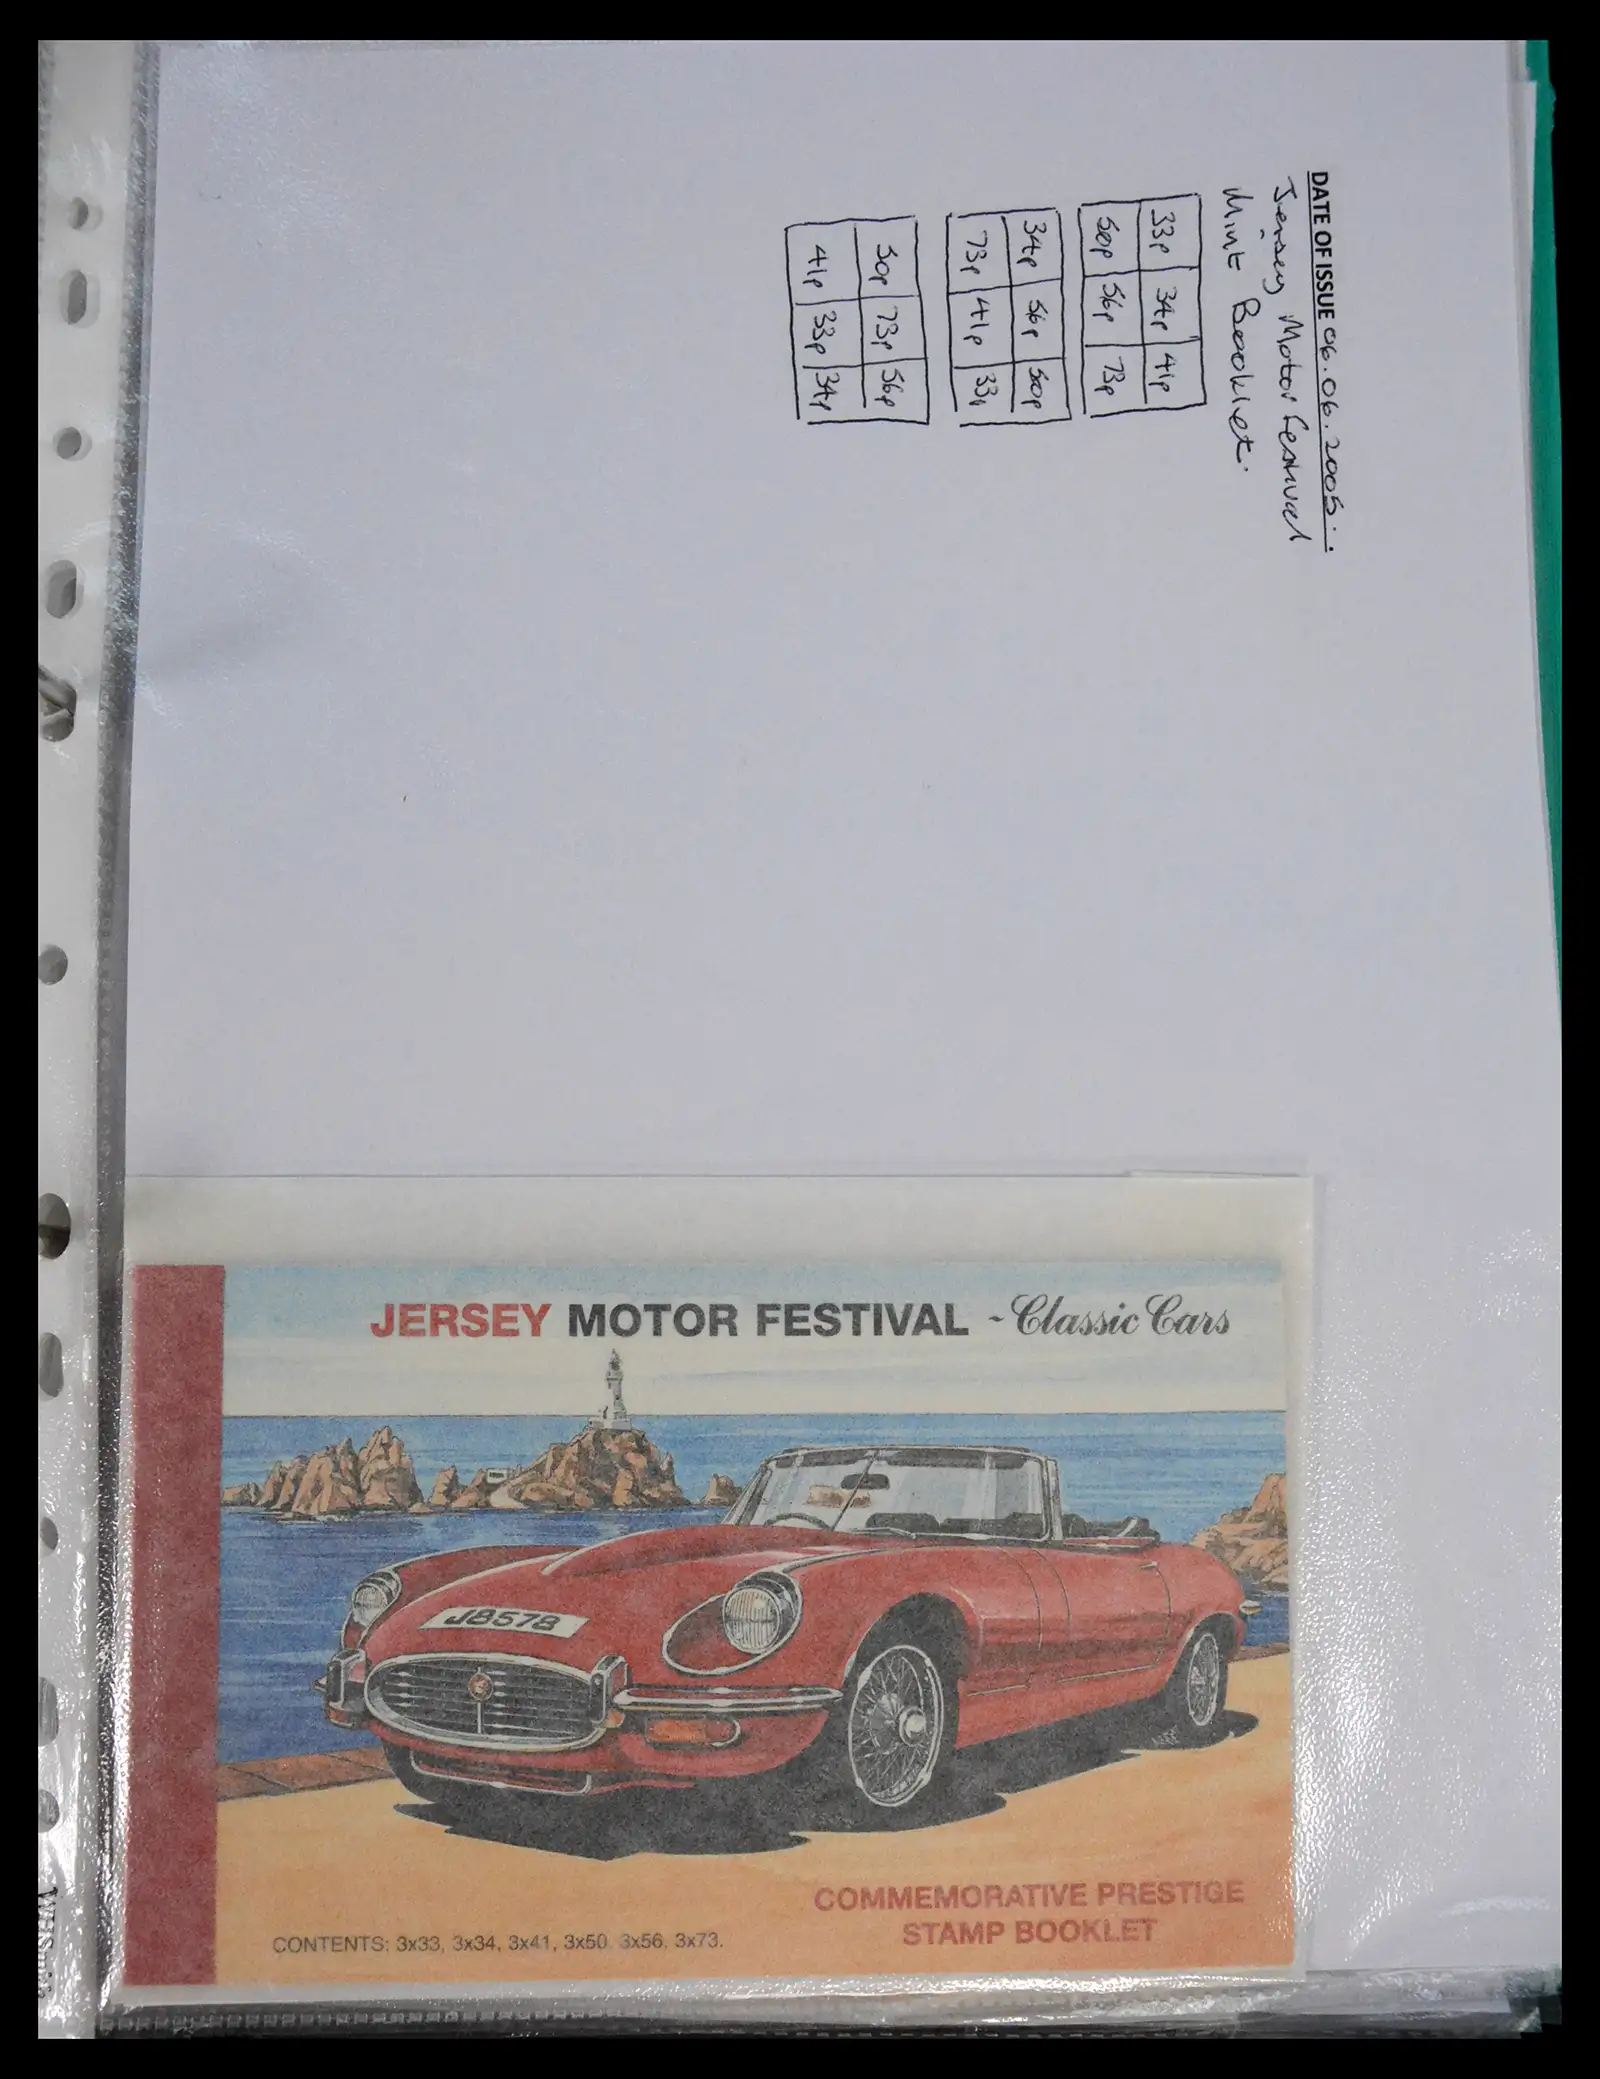 DATE OF ISSUE 06.06.2005.
Jersey Motor Festival
Mint Booklet.
33p 34p 41p
50p 56p 73p
34p 56p 50p
73p 41p 33p
50p 73p 56p
41p 33p 34p
JERSEY MOTOR FESTIVAL - Classic Cars
J8578
COMMEMORATIVE PRESTIGE
STAMP BOOKLET
CONTENTS: 3x33, 3x34, 3x41, 3x50, 3x56, 3x73.
WHSmith